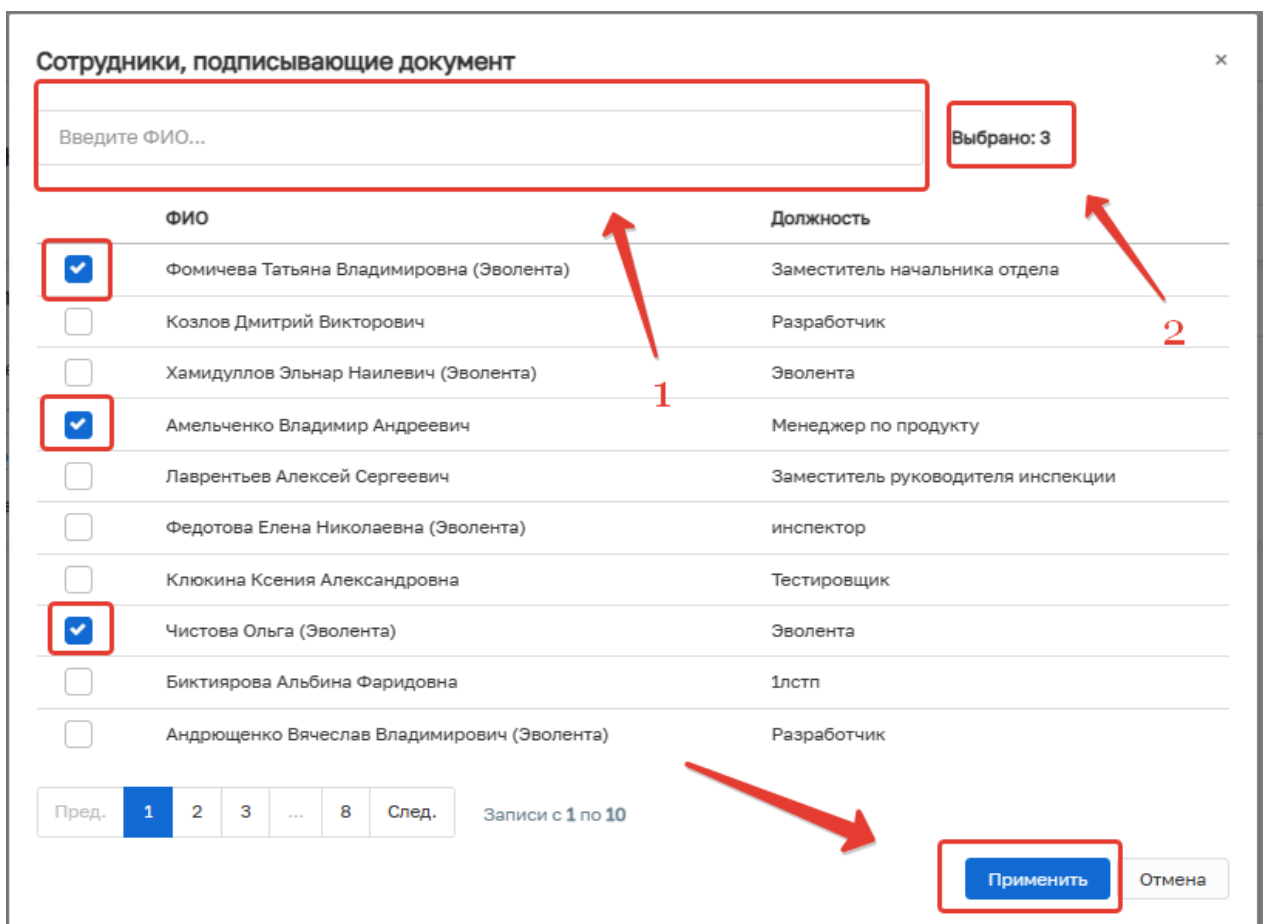 Сотрудники, подписывающие документ ×
Введите ФИО... Выбрано: 3
ФИО Должность
Фомичева Татьяна Владимировна (Эволента) Заместитель начальника отдела
Козлов Дмитрий Викторович Разработчик
2
Хамидуллов Эльнар Наилевич (Эволента) Эволента
1
Амельченко Владимир Андреевич Менеджер по продукту
Лаврентьев Алексей Сергеевич Заместитель руководителя инспекции
Федотова Елена Николаевна (Эволента) инспектор
Клюкина Ксения Александровна Тестировщик
Чистова Ольга (Эволента) Эволента
Биктиярова Альбина Фаридовна 1лстп
Андрющенко Вячеслав Владимирович (Эволента) Разработчик
Пред. 1 2 3 ... 8 След. Записи с 1 по 10
Применить Отмена